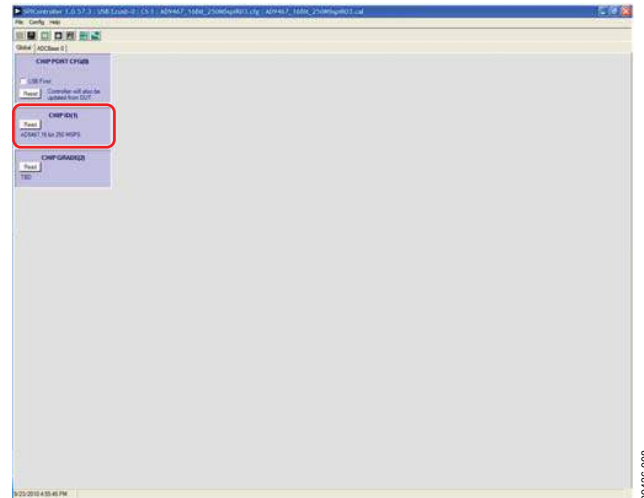 SPIController 1.0.57.3 : USB Ezusb-0 : CS:1 : AD9467_16Bit_250MspiR03.cfg : AD9467_16Bit_250MspiR03.cal
File Config Help
Global ADCBase 0
CHIP PORT CFG(0)
LSB First
Reset Controller will also be
updated from DUT
CHIP ID(1)
Read
AD9467 16 bit 250 MSPS
CHIP GRADE(2)
Read
TBD
9/23/2010 4:55:45 PM